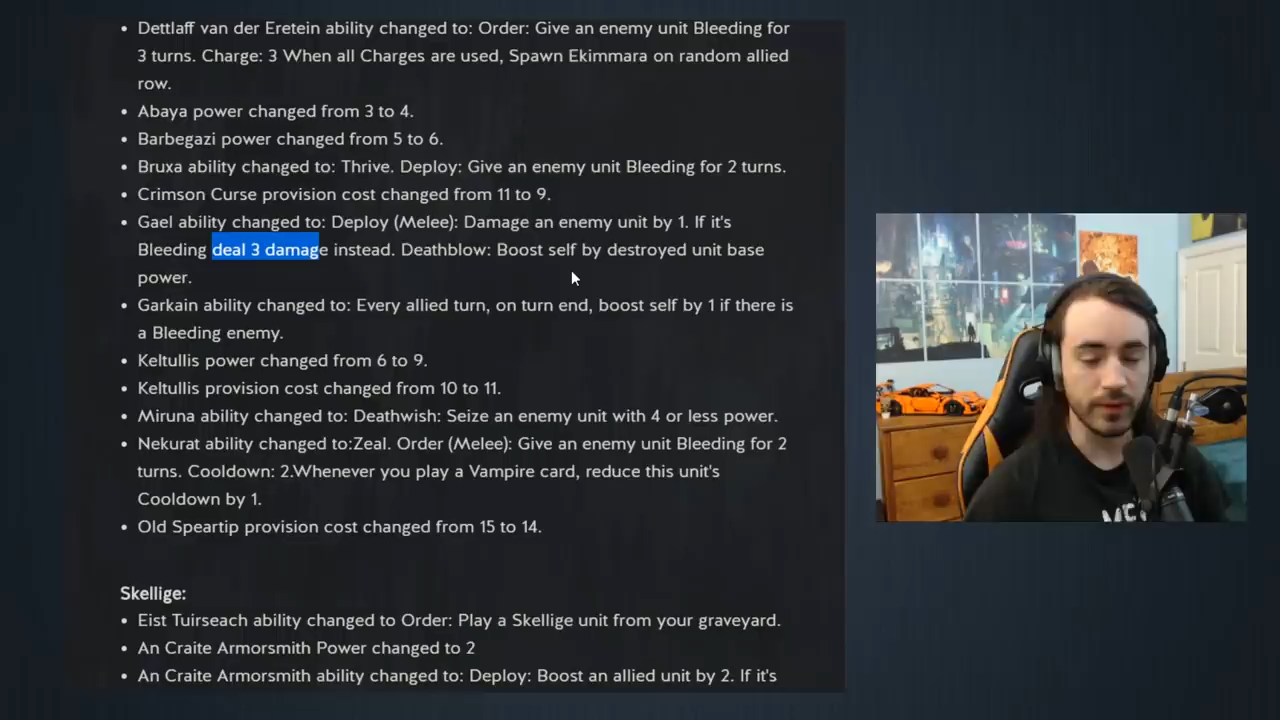 • Dettlaff van der Eretein ability changed to: Order: Give an enemy unit Bleeding for
3 turns. Charge: 3 When all Charges are used, Spawn Ekimmara on random allied
row.
• Abaya power changed from 3 to 4.
• Barbegazi power changed from 5 to 6.
• Bruxa ability changed to: Thrive. Deploy: Give an enemy unit Bleeding for 2 turns.
• Crimson Curse provision cost changed from 11 to 9.
• Gael ability changed to: Deploy (Melee): Damage an enemy unit by 1. If it's
Bleeding deal 3 damage instead. Deathblow: Boost self by destroyed unit base
power.
• Garkain ability changed to: Every allied turn, on turn end, boost self by 1 if there is
a Bleeding enemy.
• Keltullis power changed from 6 to 9.
• Keltullis provision cost changed from 10 to 11.
• Miruna ability changed to: Deathwish: Seize an enemy unit with 4 or less power.
• Nekurat ability changed to:Zeal. Order (Melee): Give an enemy unit Bleeding for 2
turns. Cooldown: 2.Whenever you play a Vampire card, reduce this unit's
Cooldown by 1.
• Old Speartip provision cost changed from 15 to 14.
Skellige:
• Eist Tuirseach ability changed to Order: Play a Skellige unit from your graveyard.
• An Craite Armorsmith Power changed to 2
• An Craite Armorsmith ability changed to: Deploy: Boost an allied unit by 2. If it's